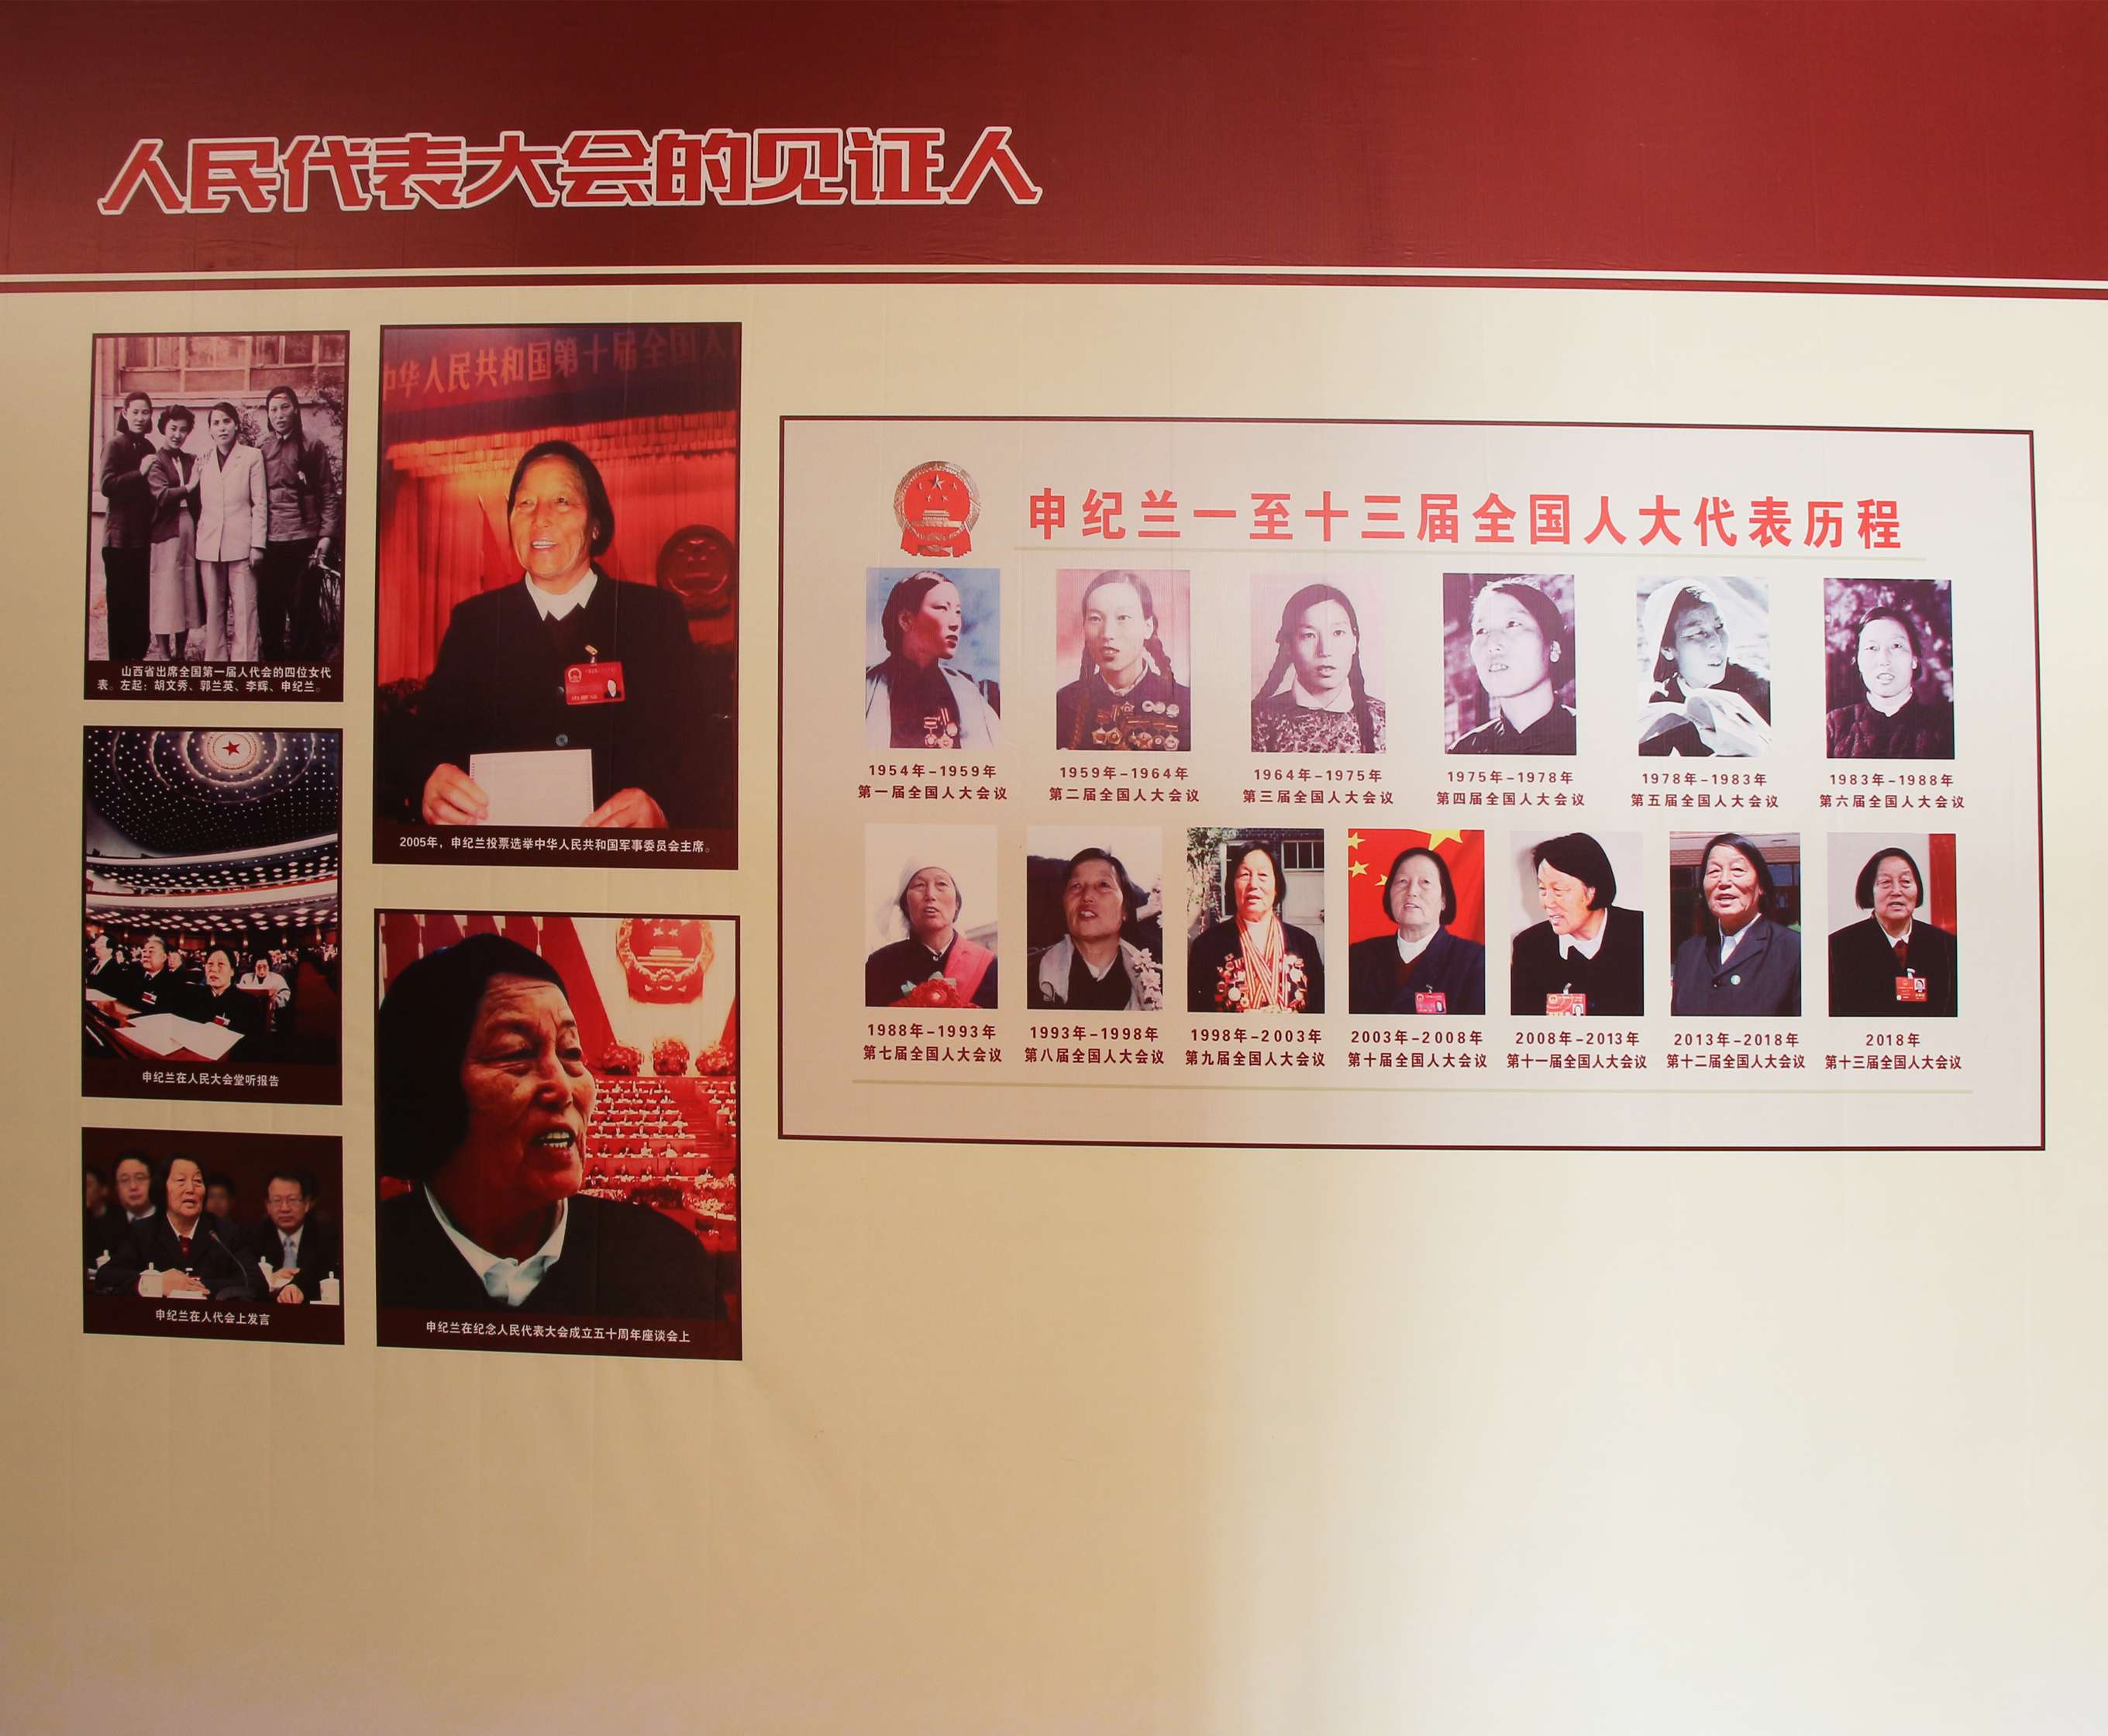 人民代表大会的见证人
山西省出席全国第一届人代会的四位女代
表。左起：胡文秀、郭兰英、李辉、申纪兰。
中华人民共和国第十届全国人
2005年，申纪兰投票选举中华人民共和国军事委员会主席。
申纪兰在人民大会堂听报告
申纪兰在人代会上发言
申纪兰在纪念人民代表大会成立五十周年座谈会上
申纪兰一至十三届全国人大代表历程
1954年-1959年
第一届全国人大会议
1959年-1964年
第二届全国人大会议
1964年-1975年
第三届全国人大会议
1975年-1978年
第四届全国人大会议
1978年-1983年
第五届全国人大会议
1983年-1988年
第六届全国人大会议
1988年-1993年
第七届全国人大会议
1993年-1998年
第八届全国人大会议
1998年-2003年
第九届全国人大会议
2003年-2008年
第十届全国人大会议
2008年-2013年
第十一届全国人大会议
2013年-2018年
第十二届全国人大会议
2018年
第十三届全国人大会议